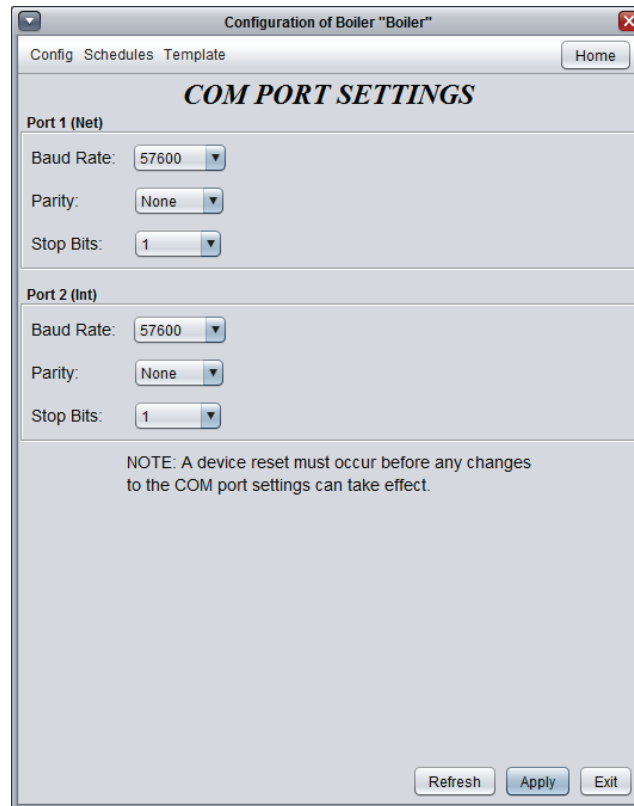 Configuration of Boiler "Boiler"
Config Schedules Template Home
COM PORT SETTINGS
Port 1 (Net)
Baud Rate: 57600
Parity: None
Stop Bits: 1
Port 2 (Int)
Baud Rate: 57600
Parity: None
Stop Bits: 1
NOTE: A device reset must occur before any changes
to the COM port settings can take effect.
Refresh Apply Exit